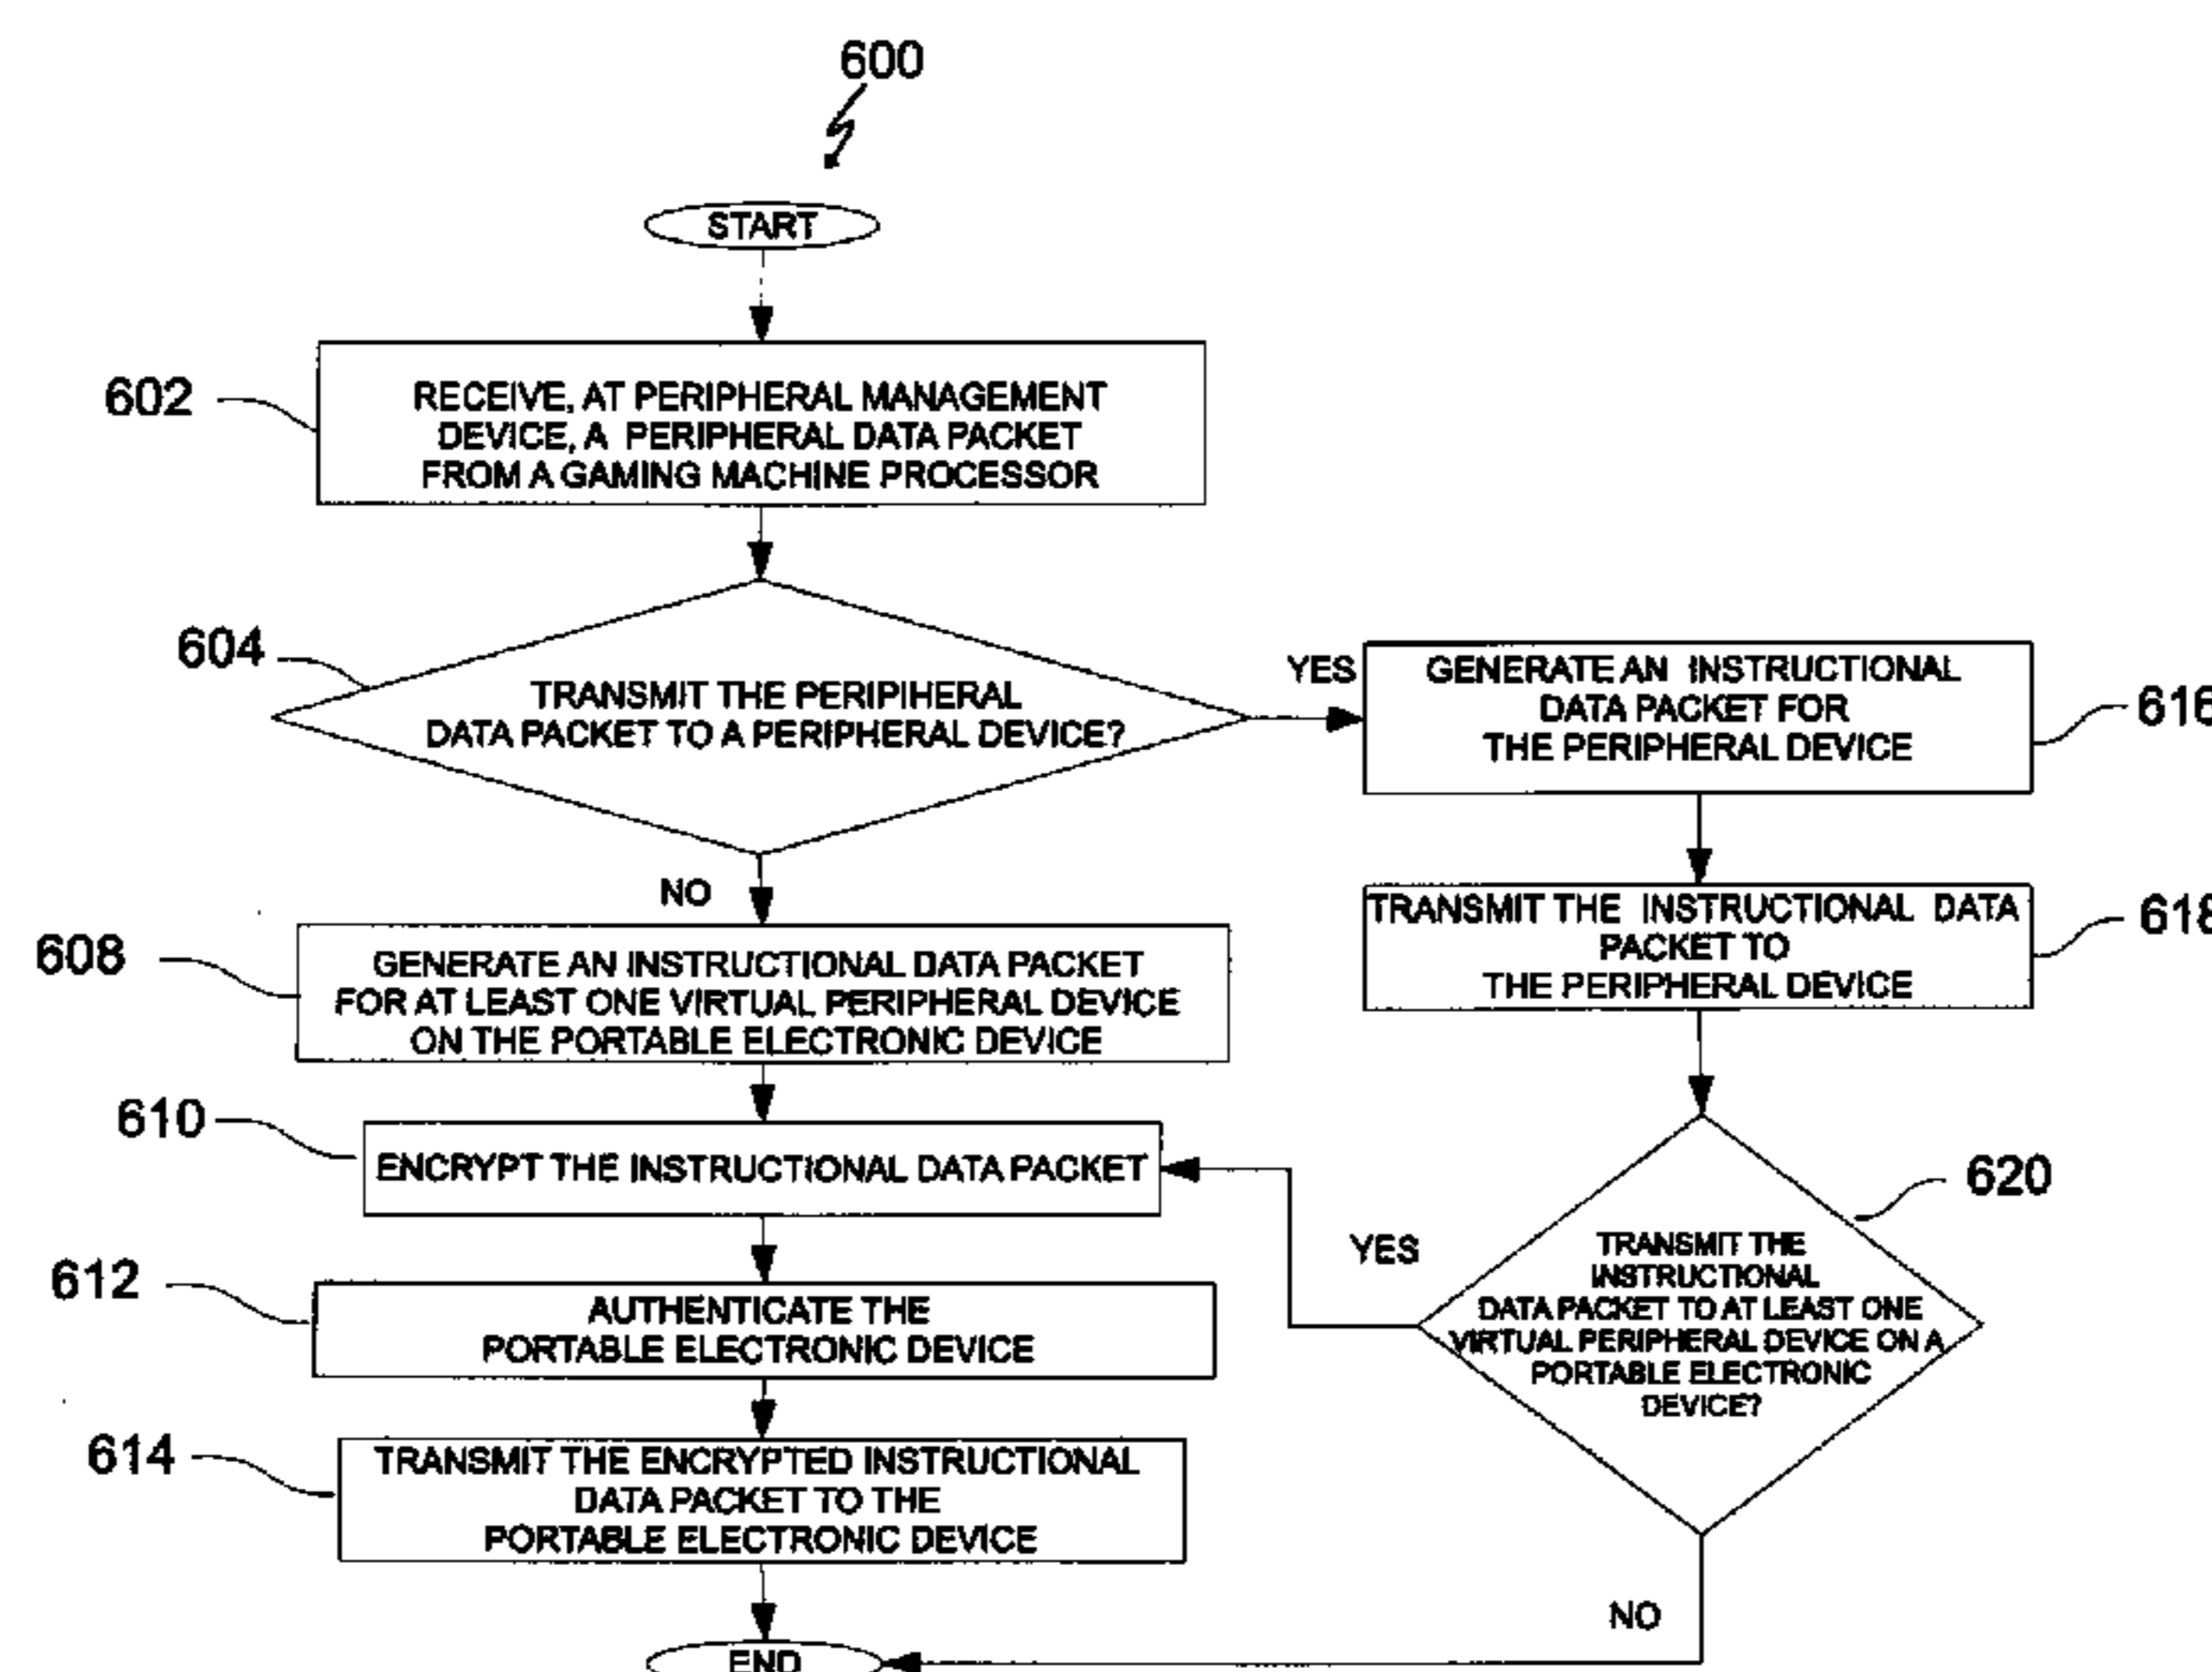 600
START
602
RECEIVE, AT PERIPHERAL MANAGEMENT
DEVICE, A PERIPHERAL DATA PACKET
FROM A GAMING MACHINE PROCESSOR
604
TRANSMIT THE PERIPIHERAL
DATA PACKET TO A PERIPHERAL DEVICE?
YES
GENERATE AN INSTRUCTIONAL
DATA PACKET FOR
THE PERIPHERAL DEVICE
616
NO
TRANSMIT THE INSTRUCTIONAL DATA
PACKET TO
THE PERIPHERAL DEVICE
618
608
GENERATE AN INSTRUCTIONAL DATA PACKET
FOR AT LEAST ONE VIRTUAL PERIPHERAL DEVICE
ON THE PORTABLE ELECTRONIC DEVICE
610
ENCRYPT THE INSTRUCTIONAL DATA PACKET
620
YES
TRANSMIT THE
INSTRUCTIONAL
DATA PACKET TO AT LEAST ONE
VIRTUAL PERIPHERAL DEVICE ON A
PORTABLE ELECTRONIC
DEVICE?
612
AUTHENTICATE THE
PORTABLE ELECTRONIC DEVICE
614
TRANSMIT THE ENCRYPTED INSTRUCTIONAL
DATA PACKET TO THE
PORTABLE ELECTRONIC DEVICE
NO
END